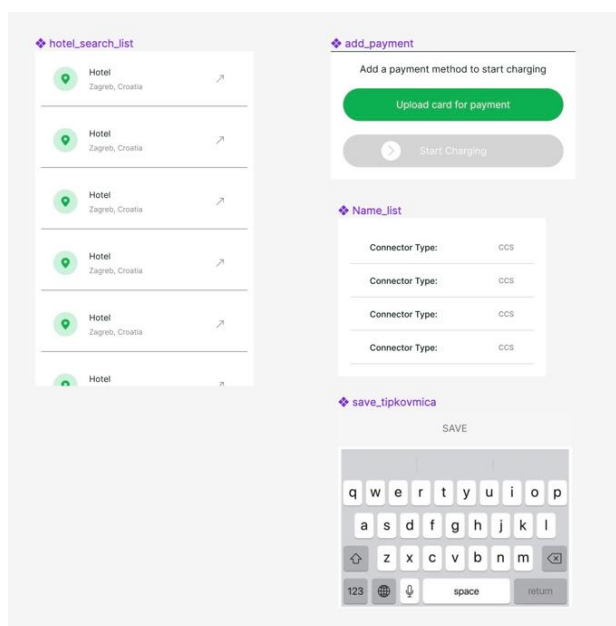 hotel_search_list
Hotel
Zagreb, Croatia
Hotel
Zagreb, Croatia
Hotel
Zagreb, Croatia
Hotel
Zagreb, Croatia
Hotel
Zagreb, Croatia
Hotel
add_payment
Add a payment method to start charging
Upload card for payment
Start Charging
Name_list
Connector Type: CCS
Connector Type: CCS
Connector Type: CCS
Connector Type: CCS
save_tipkovmica
SAVE
q w e r t y u i o p
a s d f g h j k l
z x c v b n m
123 space return